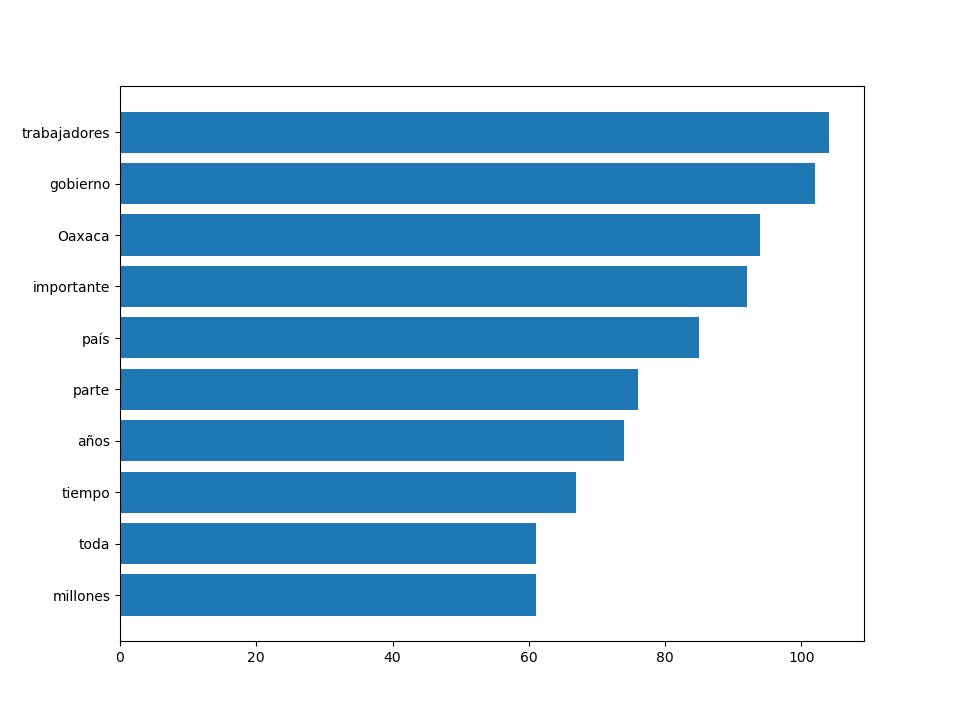 trabajadores
gobierno
Oaxaca
importante
país
parte
años
tiempo
toda
millones
0 20 40 60 80 100